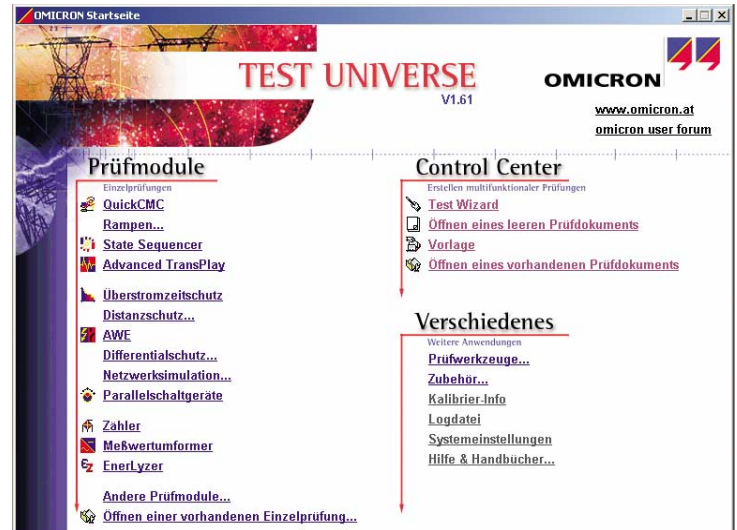 OMICRON Startseite
TEST UNIVERSE
V1.61
OMICRON
www.omicron.at
omicron user forum
Prüfmodule
Einzelprüfungen
QuickCMC
Rampen...
State Sequencer
Advanced TransPlay
Überstromzeitschutz
Distanzschutz...
AWE
Differentialschutz...
Netzwerksimulation...
Parallelschaltgeräte
Zähler
Meßwertumformer
EnerLyzer
Andere Prüfmodule...
Öffnen einer vorhandenen Einzelprüfung...
Control Center
Erstellen multifunktionaler Prüfungen
Test Wizard
Öffnen eines leeren Prüfdokuments
Vorlage
Öffnen eines vorhandenen Prüfdokuments
Verschiedenes
Weitere Anwendungen
Prüfwerkzeuge...
Zubehör...
Kalibrier-Info
Logdatei
Systemeinstellungen
Hilfe & Handbücher...